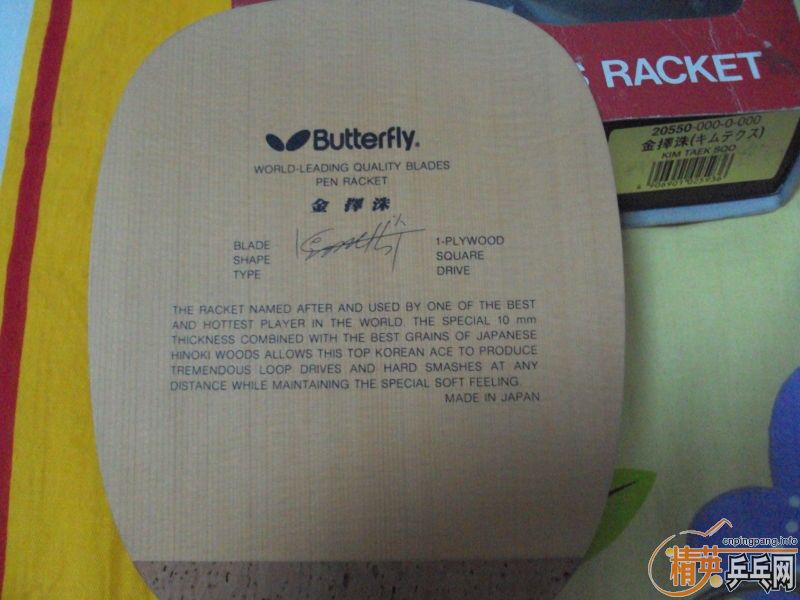 RACKET
20550-000-0-000
金擇洙(キムテクス)
KIM TAEK SOO
Butterfly®
WORLD-LEADING QUALITY BLADES
PEN RACKET
金擇洙
BLADE 1-PLYWOOD
SHAPE SQUARE
TYPE DRIVE
THE RACKET NAMED AFTER AND USED BY ONE OF THE BEST
AND HOTTEST PLAYER IN THE WORLD. THE SPECIAL 10 mm
THICKNESS COMBINED WITH THE BEST GRAINS OF JAPANESE
HINOKI WOODS ALLOWS THIS TOP KOREAN ACE TO PRODUCE
TREMENDOUS LOOP DRIVES AND HARD SMASHES AT ANY
DISTANCE WHILE MAINTAINING THE SPECIAL SOFT FEELING.
MADE IN JAPAN
cnpingpang.info
精英乒乓网